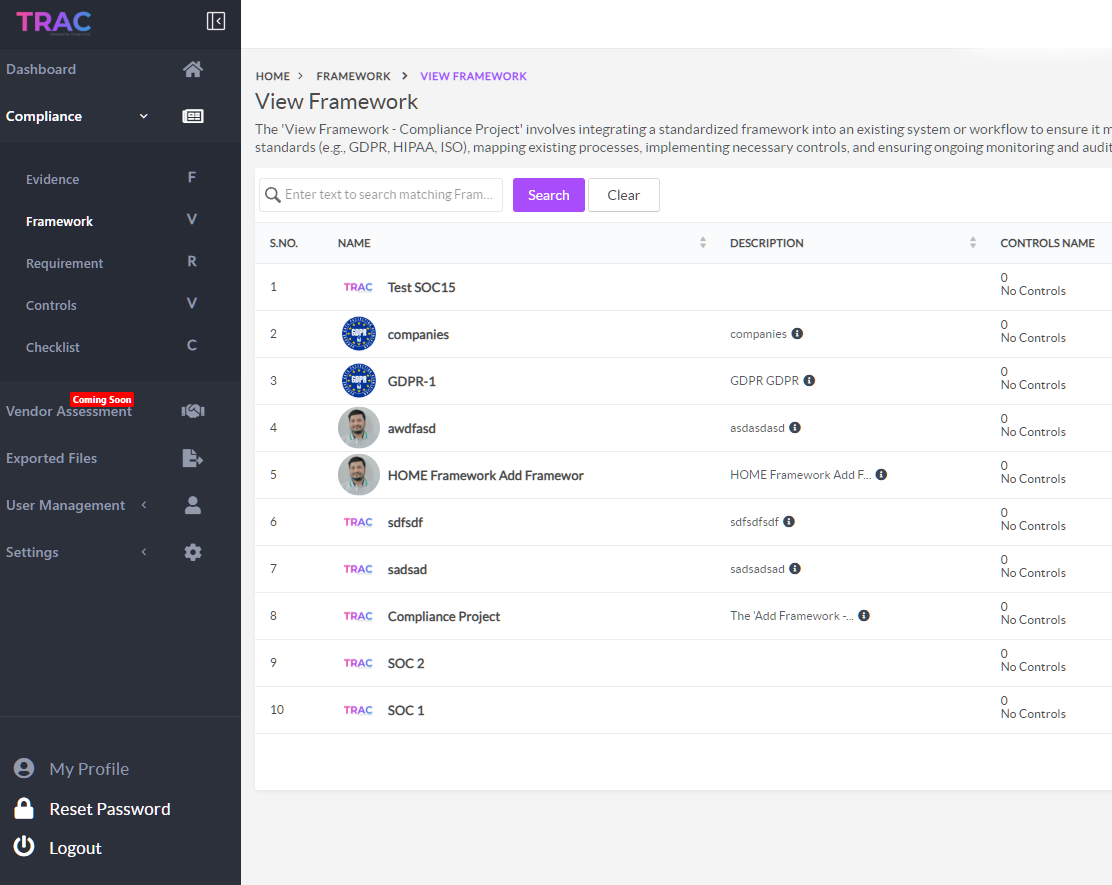 TRAC
Dashboard
Compliance
Evidence F
Framework V
Requirement R
Controls V
Checklist C
Coming Soon
Vendor Assessment
Exported Files
User Management
Settings
My Profile
Reset Password
Logout
HOME > FRAMEWORK > VIEW FRAMEWORK
View Framework
The 'View Framework - Compliance Project' involves integrating a standardized framework into an existing system or workflow to ensure it m
standards (e.g., GDPR, HIPAA, ISO), mapping existing processes, implementing necessary controls, and ensuring ongoing monitoring and audit
Enter text to search matching Fram... Search Clear
S.NO. NAME DESCRIPTION CONTROLS NAME
1 TRAC Test SOC15 0
No Controls
2 GDPR companies companies 0
No Controls
3 GDPR GDPR-1 GDPR GDPR 0
No Controls
4 awdfasd asdasdasd 0
No Controls
5 HOME Framework Add Framewor HOME Framework Add F... 0
No Controls
6 TRAC sdfsdf sdfsdfsdf 0
No Controls
7 TRAC sadsad sadsadsad 0
No Controls
8 TRAC Compliance Project The 'Add Framework -... 0
No Controls
9 TRAC SOC 2 0
No Controls
10 TRAC SOC 1 0
No Controls